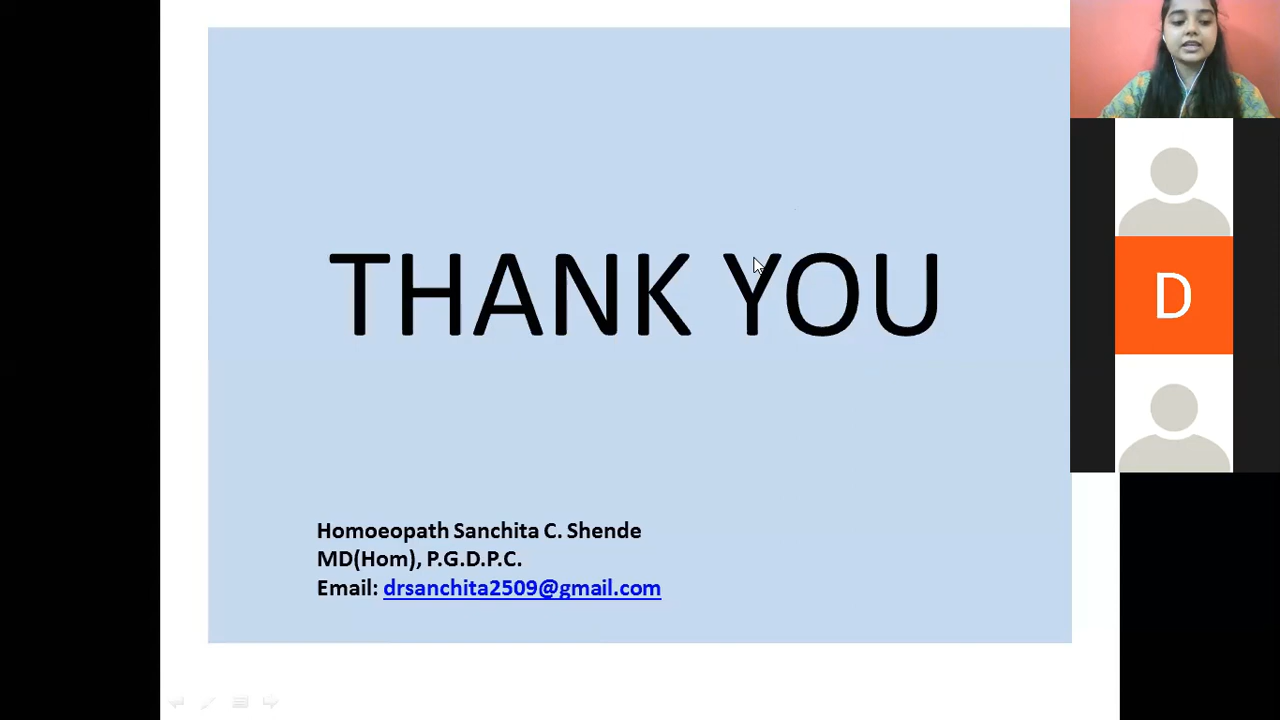 THANK YOU
D
Homoeopath Sanchita C. Shende
MD(Hom), P.G.D.P.C.
Email: drsanchita2509@gmail.com